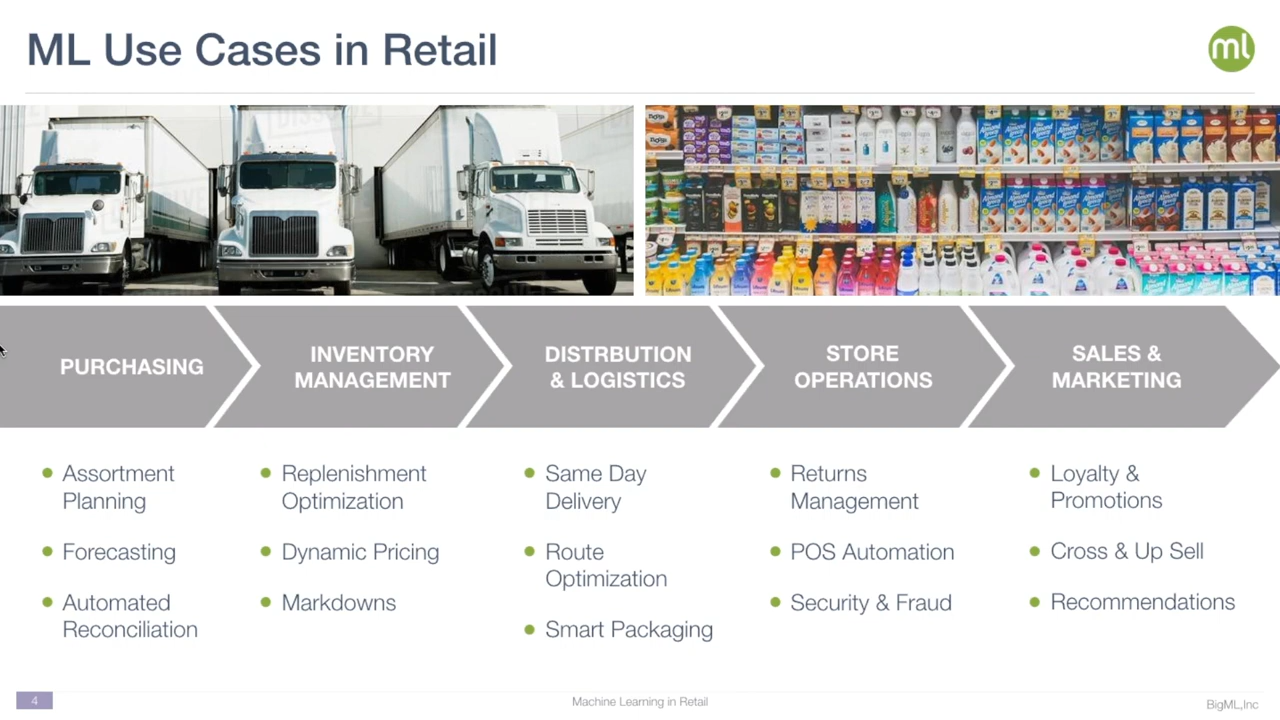 ML Use Cases in Retail
ml
PURCHASING
INVENTORY
MANAGEMENT
DISTRBUTION
& LOGISTICS
STORE
OPERATIONS
SALES &
MARKETING
Assortment
Planning
Forecasting
Automated
Reconciliation
Replenishment
Optimization
Dynamic Pricing
Markdowns
Same Day
Delivery
Route
Optimization
Smart Packaging
Returns
Management
POS Automation
Security & Fraud
Loyalty &
Promotions
Cross & Up Sell
Recommendations
4
Machine Learning in Retail
BigML,Inc